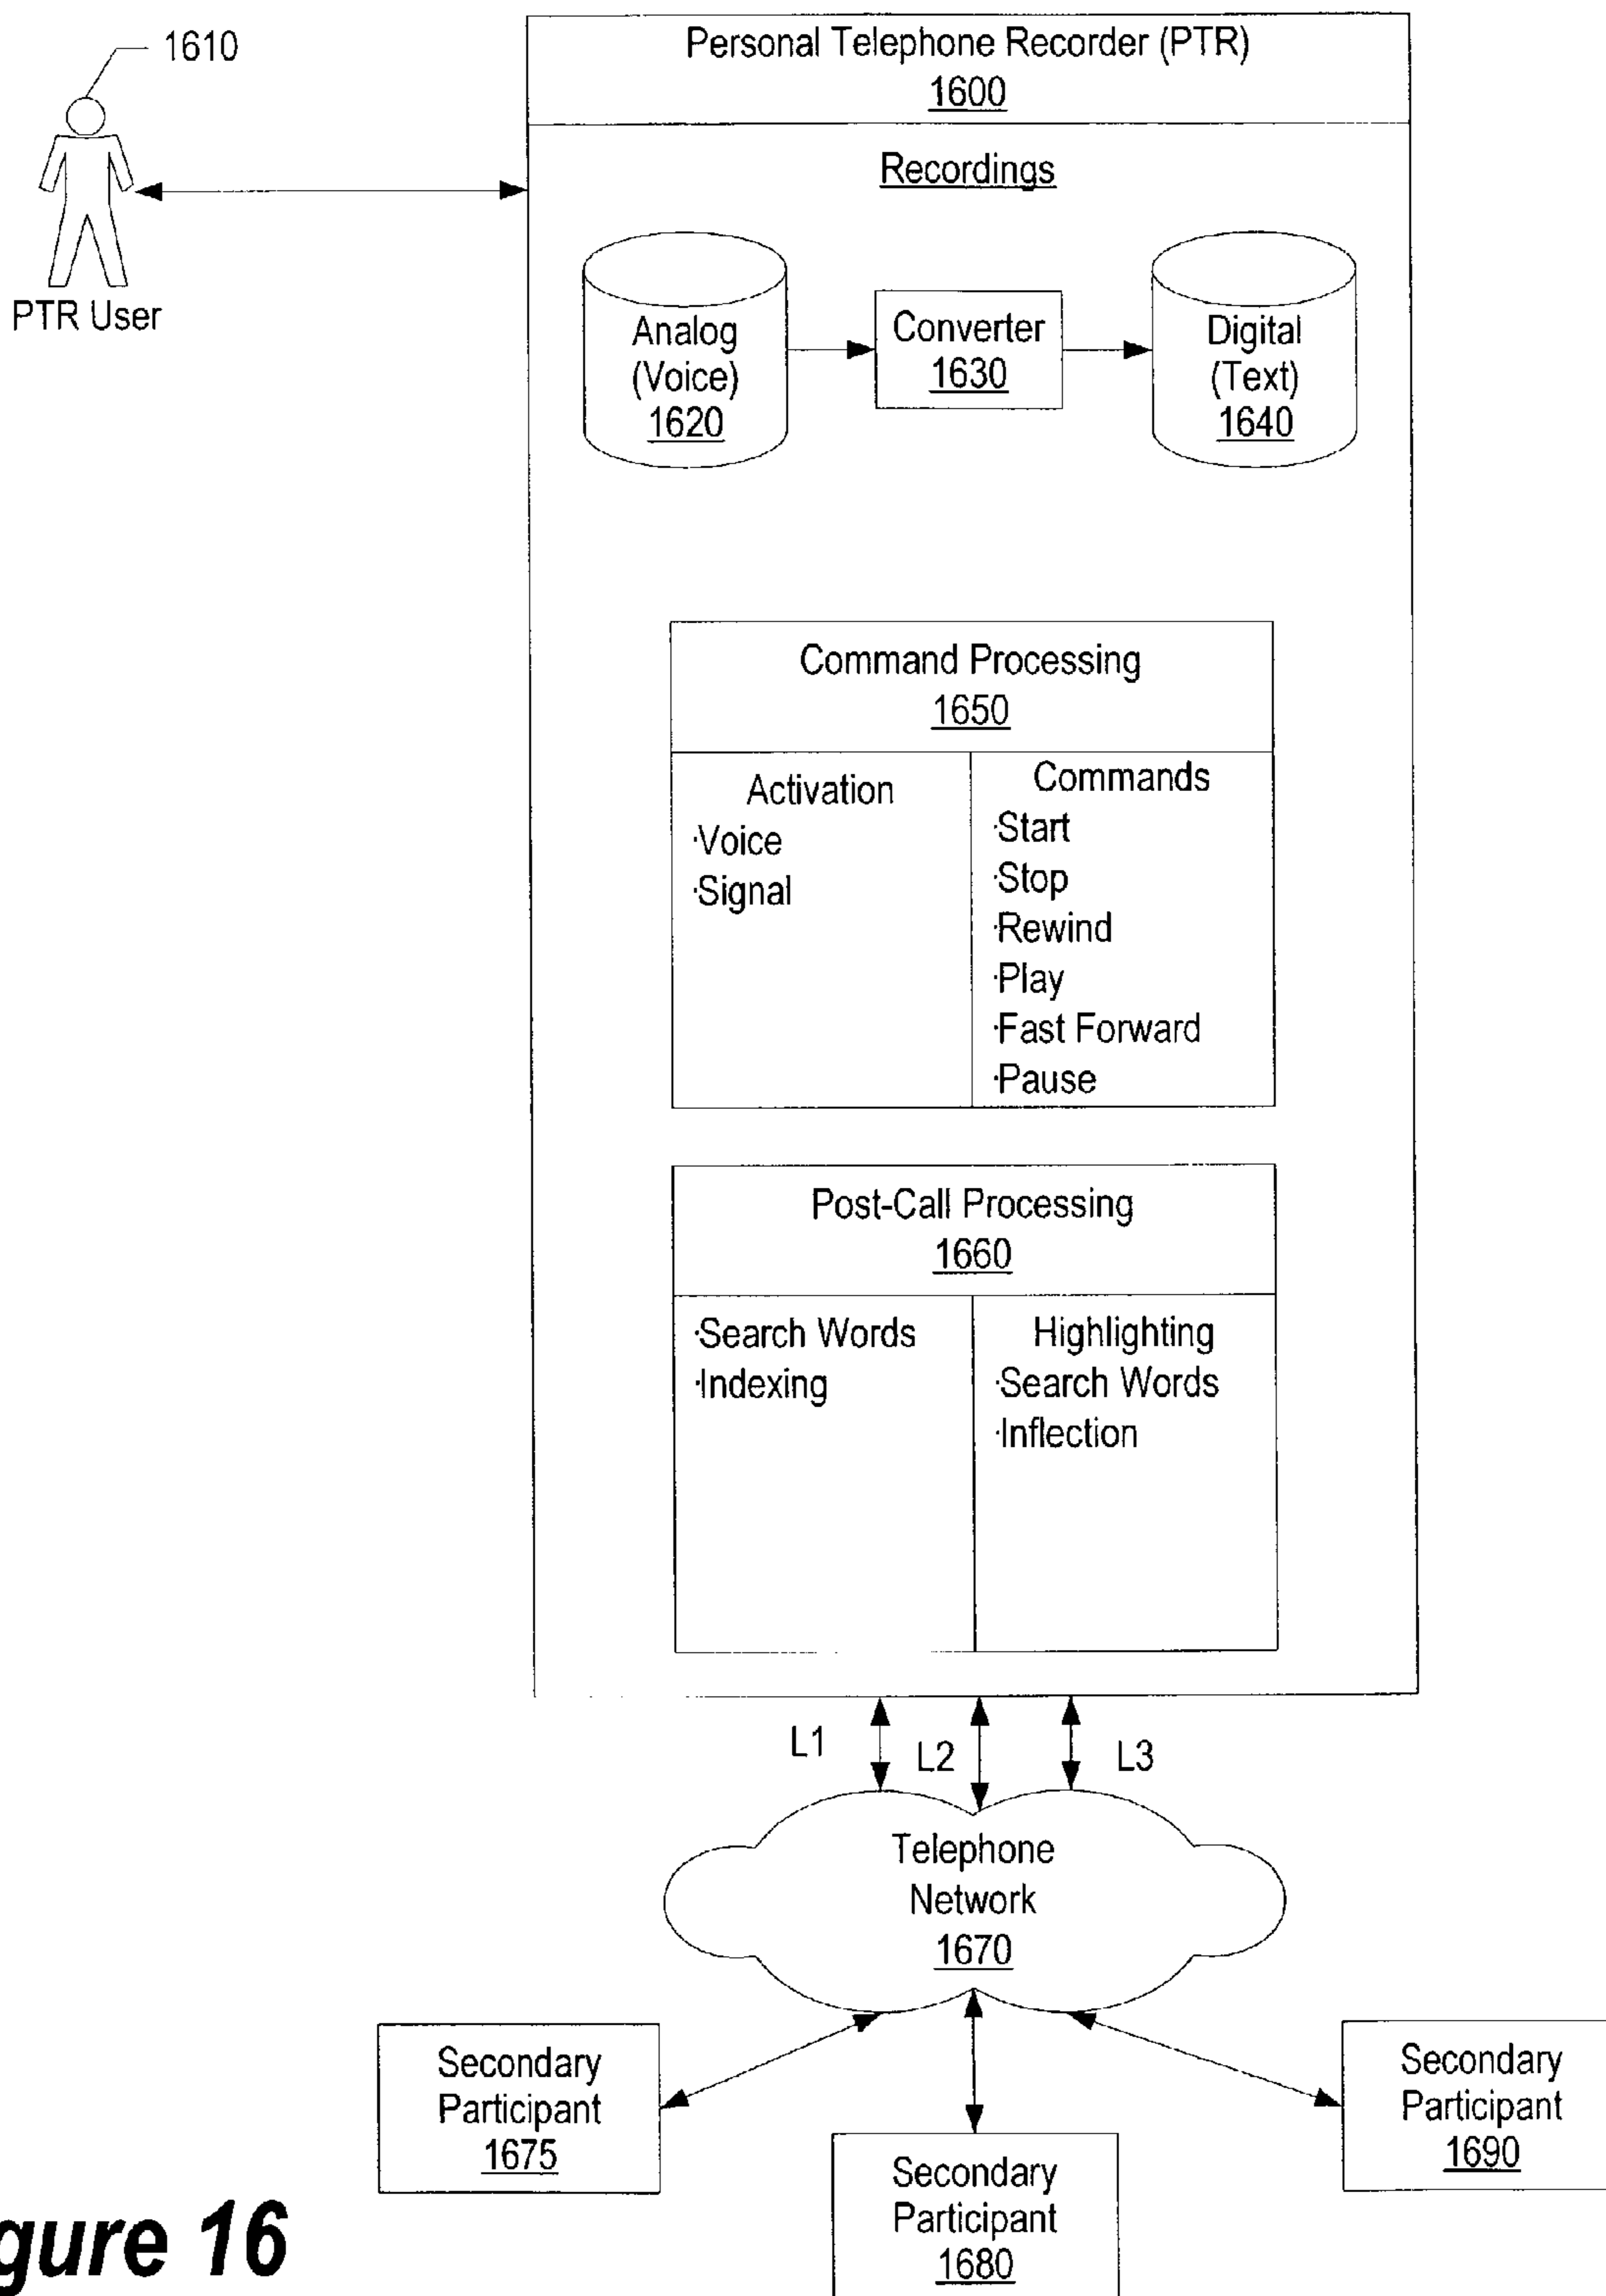 1610
PTR User
Personal Telephone Recorder (PTR)
1600
Recordings
Analog
(Voice)
1620
Converter
1630
Digital
(Text)
1640
Command Processing
1650
Activation
·Voice
·Signal
Commands
·Start
·Stop
·Rewind
·Play
·Fast Forward
·Pause
Post-Call Processing
1660
·Search Words
·Indexing
Highlighting
·Search Words
·Inflection
L1
L2
L3
Telephone
Network
1670
Secondary
Participant
1675
Secondary
Participant
1680
Secondary
Participant
1690
gure 16